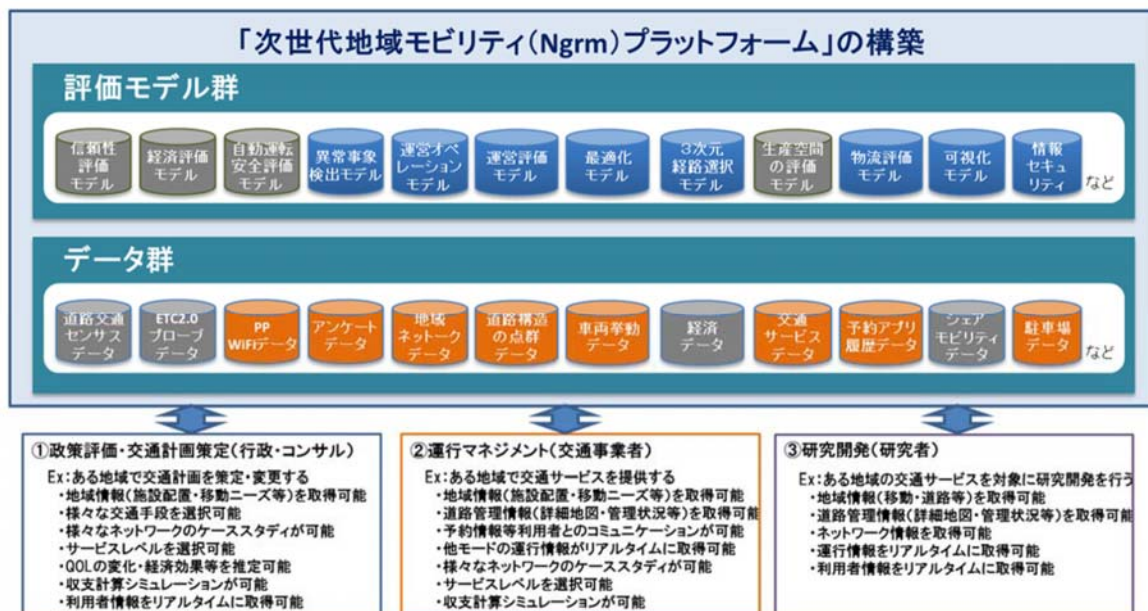 「次世代地域モビリティ(Ngrm)プラットフォーム」の構築
評価モデル群
信頼性
評価
モデル
経済評価
モデル
自動運転
安全評価
モデル
異常事象
検出モデル
運営オペ
レーション
モデル
運営評価
モデル
最適化
モデル
3次元
経路選択
モデル
生産空間
の評価
モデル
物流評価
モデル
可視化
モデル
情報
セキュ
リティ
など
データ群
道路交通
センサス
データ
ETC2.0
プローブ
データ
PP
WiFiデータ
アンケート
データ
地域
ネットーク
データ
道路構造
の点群
データ
車両挙動
データ
経済
データ
交通
サービス
データ
予約アプリ
履歴データ
シェア
モビリティ
データ
駐車場
データ
など
①政策評価・交通計画策定(行政・コンサル)
Ex:ある地域で交通計画を策定・変更する
・地域情報(施設配置・移動ニーズ等)を取得可能
・様々な交通手段を選択可能
・様々なネットワークのケーススタディが可能
・サービスレベルを選択可能
・QOLの変化・経済効果等を推定可能
・収支計算シミュレーションが可能
・利用者情報をリアルタイムに取得可能
②運行マネジメント(交通事業者)
Ex:ある地域で交通サービスを提供する
・地域情報(施設配置・移動ニーズ等)を取得可能
・道路管理情報(詳細地図・管理状況等)を取得可能
・予約情報等利用者とのコミュニケーションが可能
・他モードの運行情報がリアルタイムに取得可能
・様々なネットワークのケーススタディが可能
・サービスレベルを選択可能
・収支計算シミュレーションが可能
③研究開発(研究者)
Ex:ある地域の交通サービスを対象に研究開発を行う
・地域情報(移動・道路等)を取得可能
・道路管理情報(詳細地図・管理状況等)を取得可能
・ネットワーク情報を取得可能
・運行情報をリアルタイムに取得可能
・利用者情報をリアルタイムに取得可能